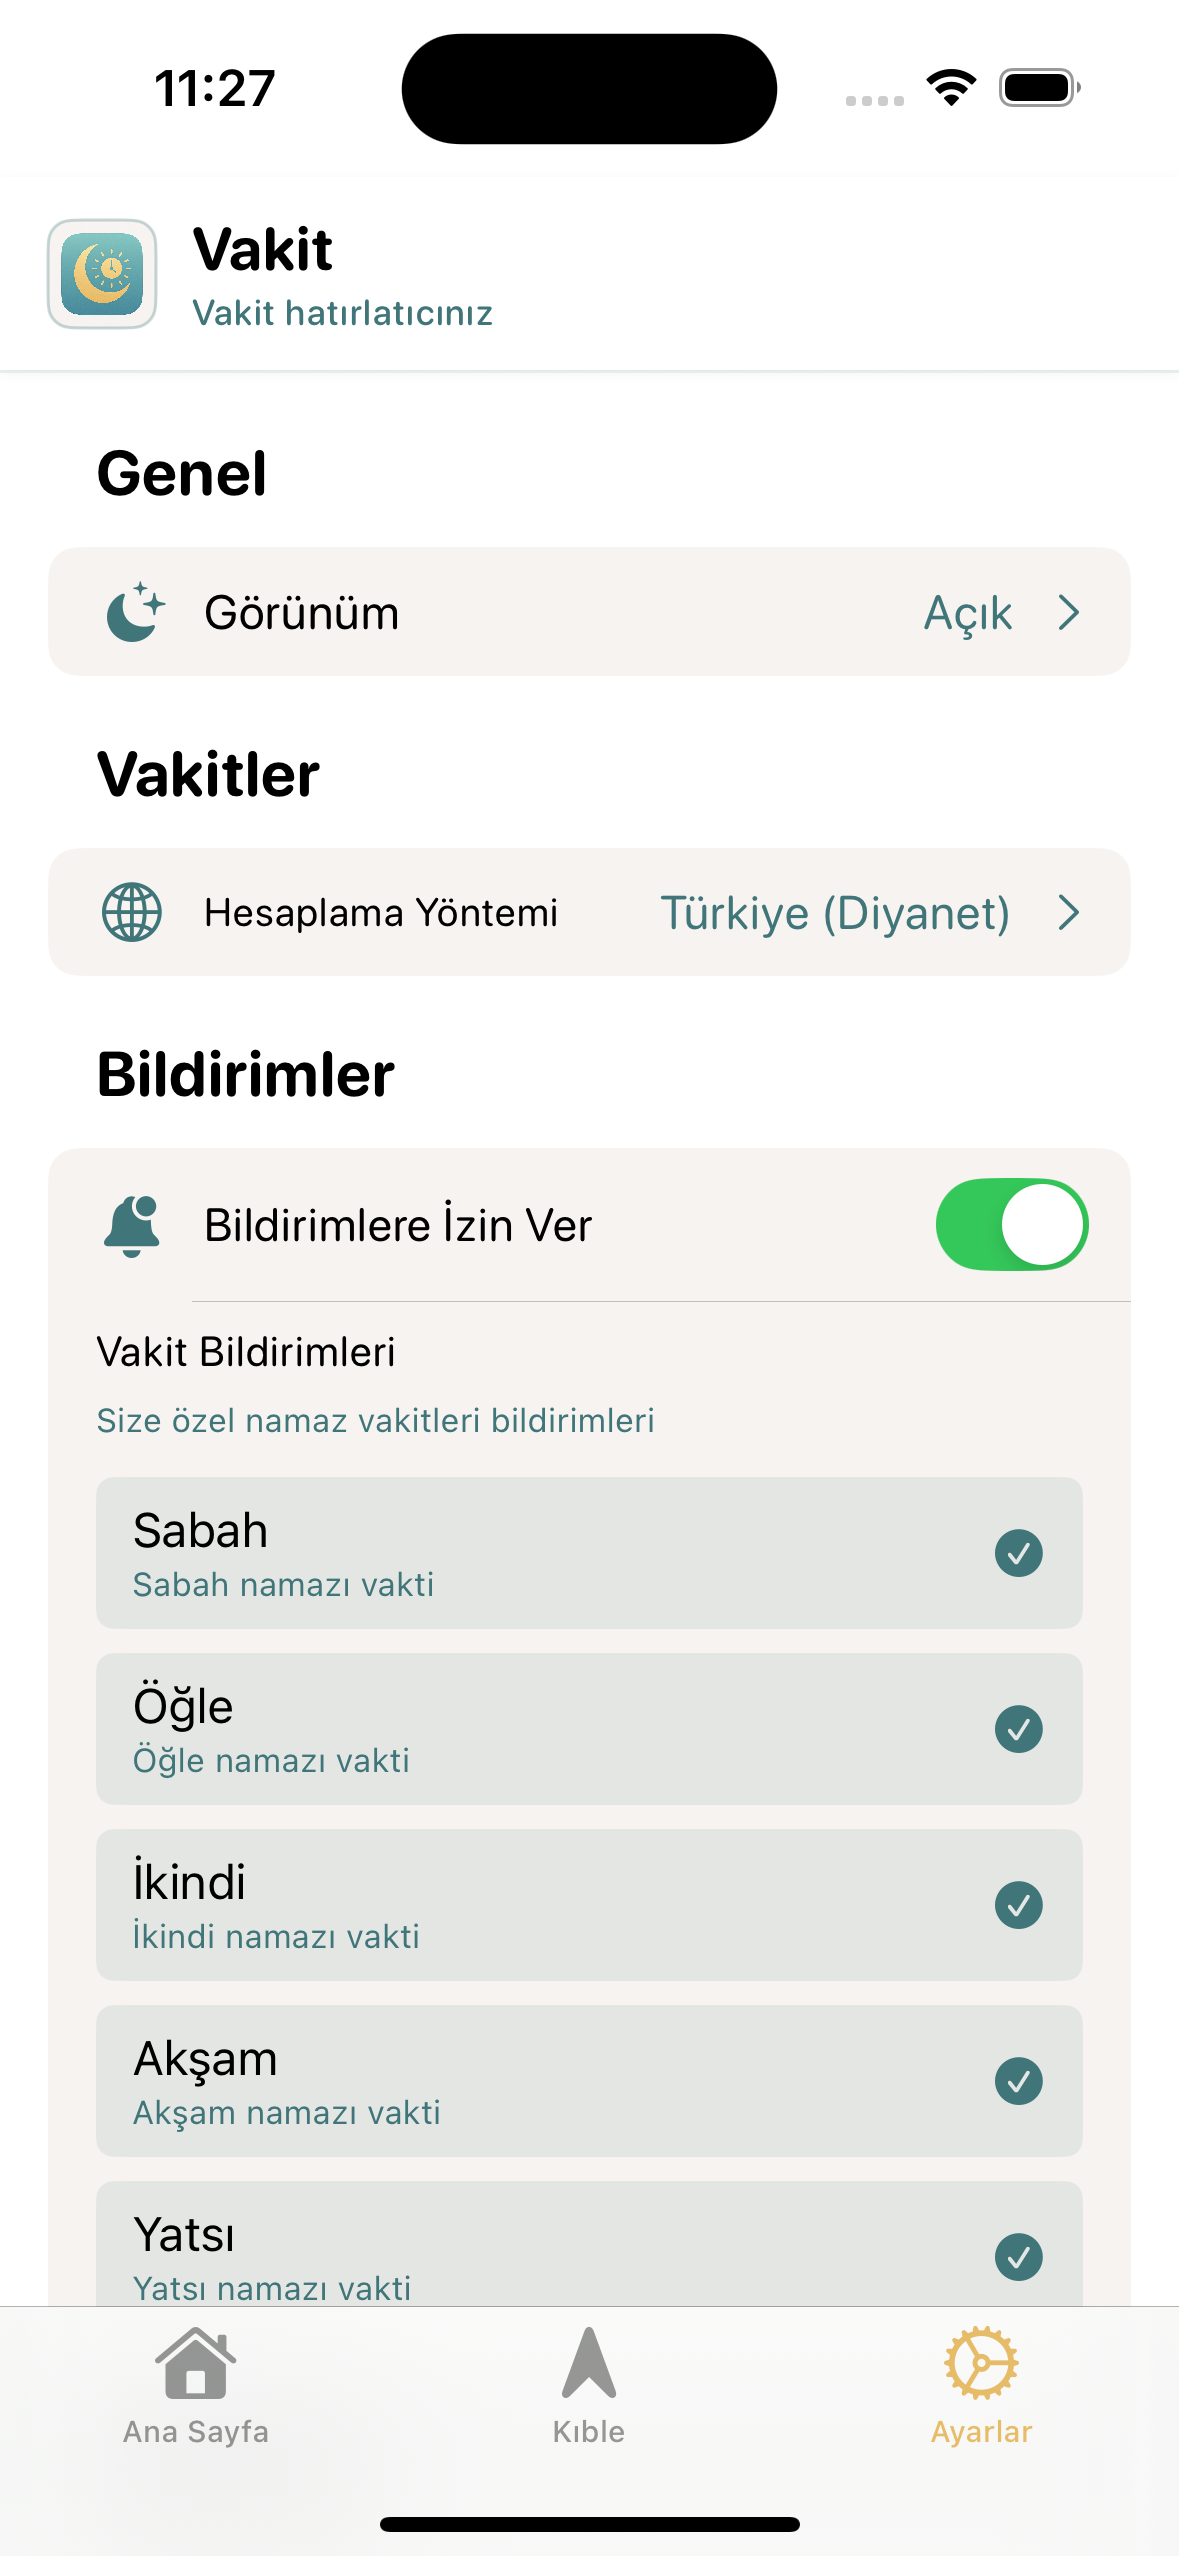 11:27
Vakit
Vakit hatırlatıcınız
Genel
Görünüm
Açık
Vakitler
Hesaplama Yöntemi
Türkiye (Diyanet)
Bildirimler
Bildirimlere İzin Ver
Vakit Bildirimleri
Size özel namaz vakitleri bildirimleri
Sabah
Sabah namazı vakti
Öğle
Öğle namazı vakti
İkindi
İkindi namazı vakti
Akşam
Akşam namazı vakti
Yatsı
Yatsı namazı vakti
Ana Sayfa
Kıble
Ayarlar